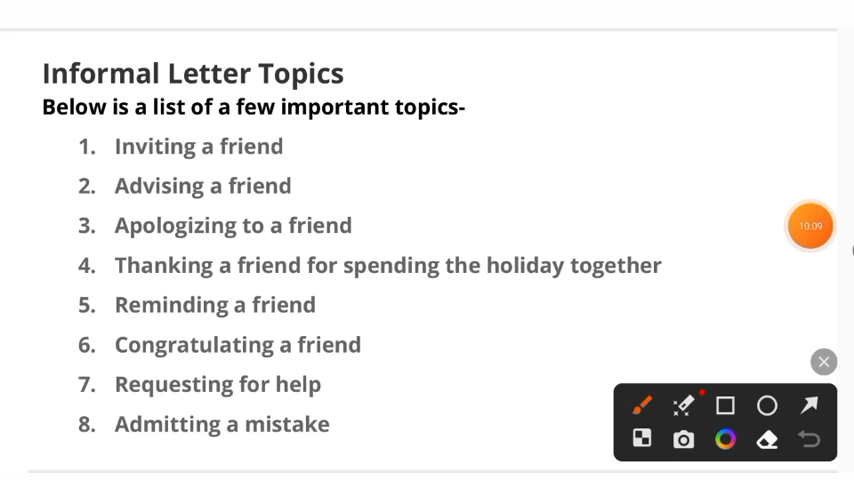 Informal Letter Topics
Below is a list of a few important topics-
1. Inviting a friend
2. Advising a friend
3. Apologizing to a friend
4. Thanking a friend for spending the holiday together
5. Reminding a friend
6. Congratulating a friend
7. Requesting for help
8. Admitting a mistake
10:09